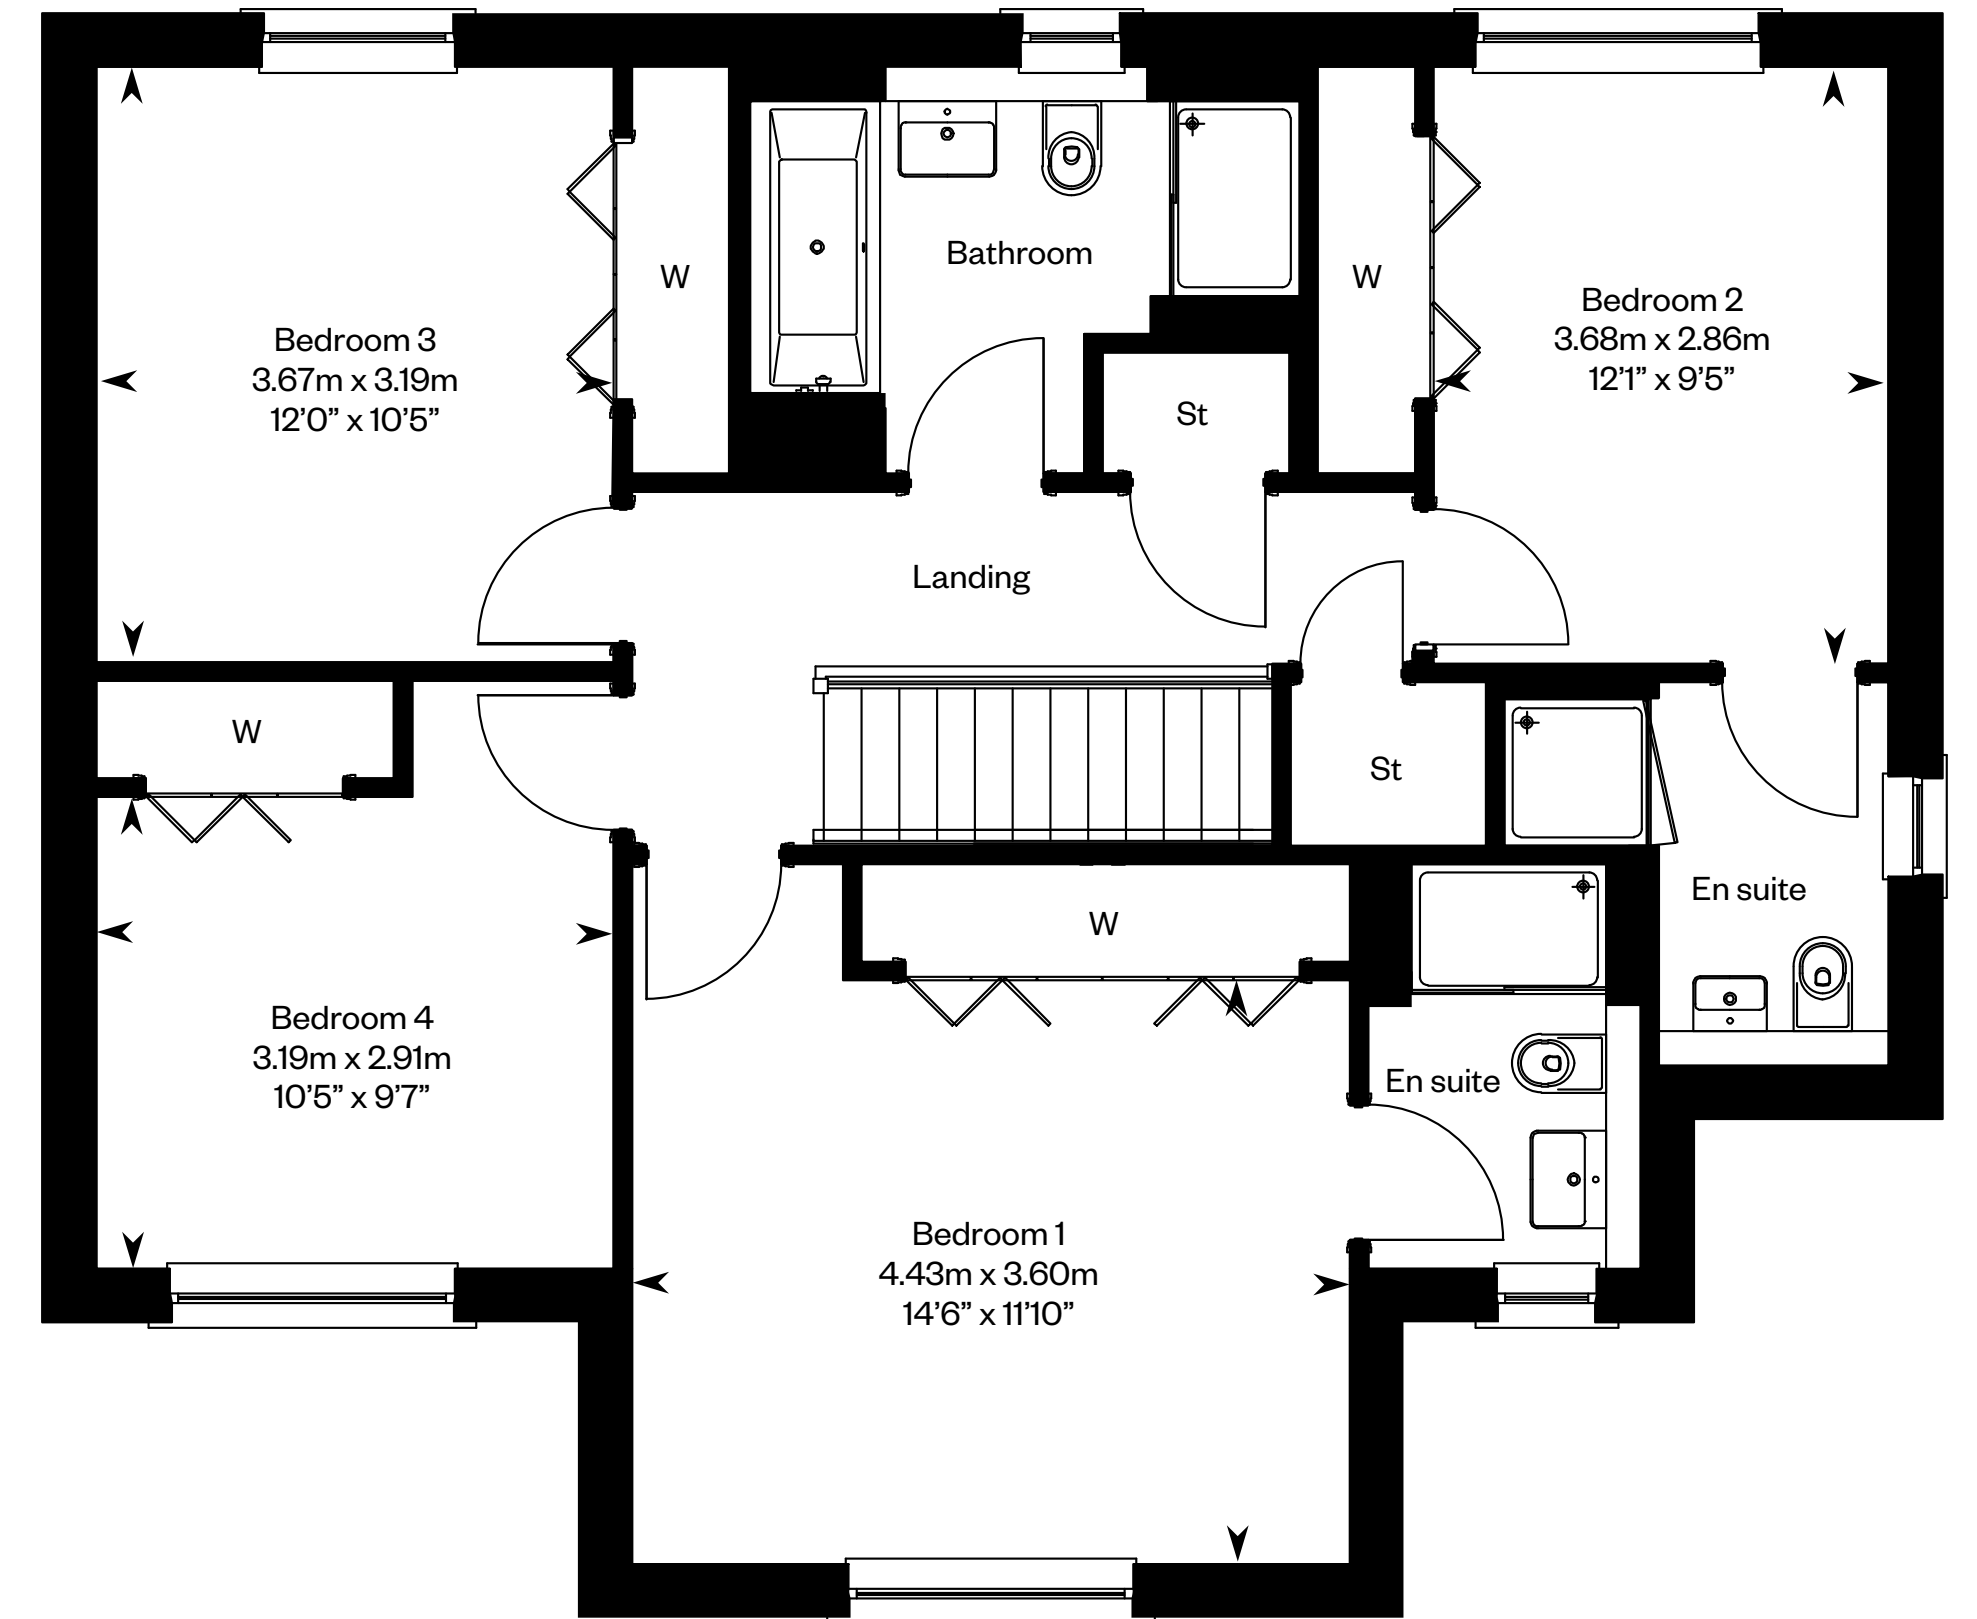 Bathroom
W
W
Bedroom 2
3.68m x 2.86m
12'1” x 9'5”
Bedroom 3
3.67m x 3.19m
12'0” x 10'5”
St
Landing
W
St
En suite
W
Bedroom 4
3.19m x 2.91m
10'5” x 9'7”
En suite
Bedroom 1
4.43m x 3.60m
14'6” x 11'10”